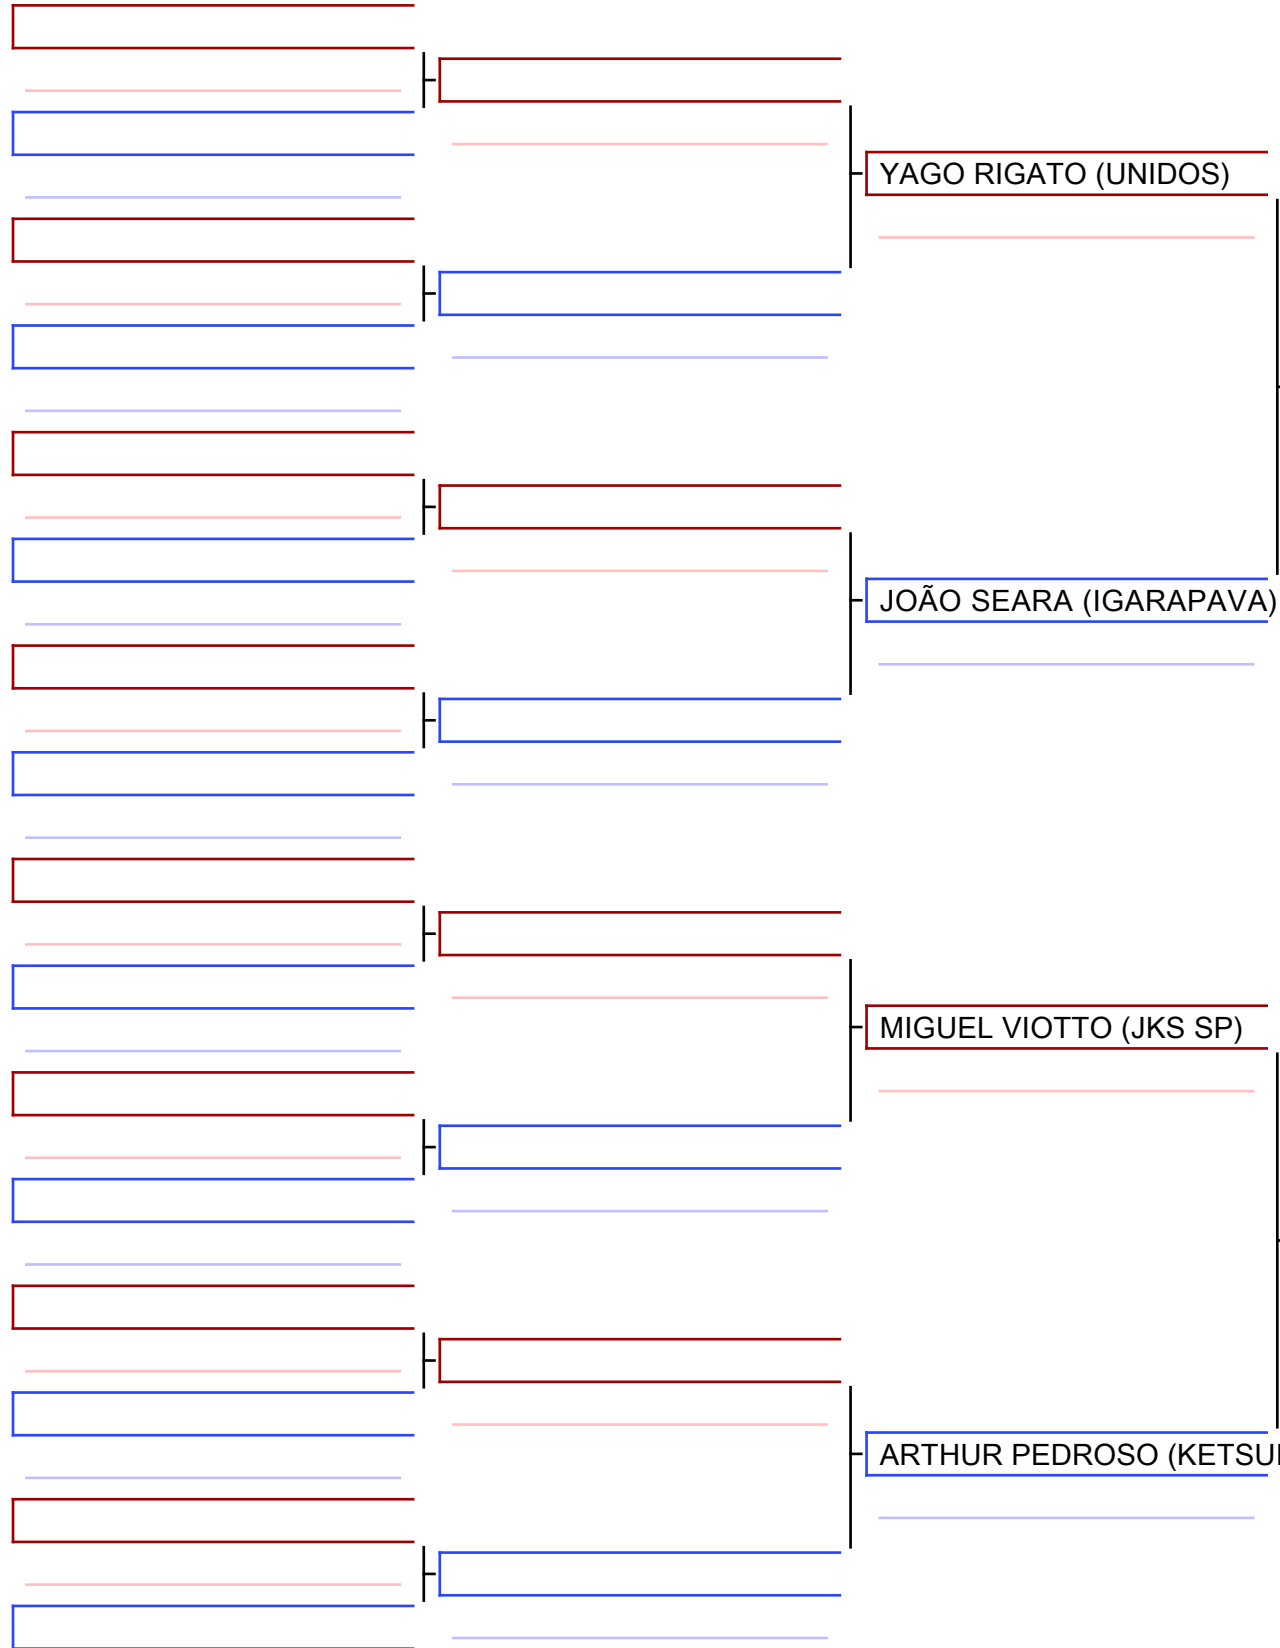 YAGO RIGATO (UNIDOS)
JOÃO SEARA (IGARAPAVA)
MIGUEL VIOTTO (JKS SP)
ARTHUR PEDROSO